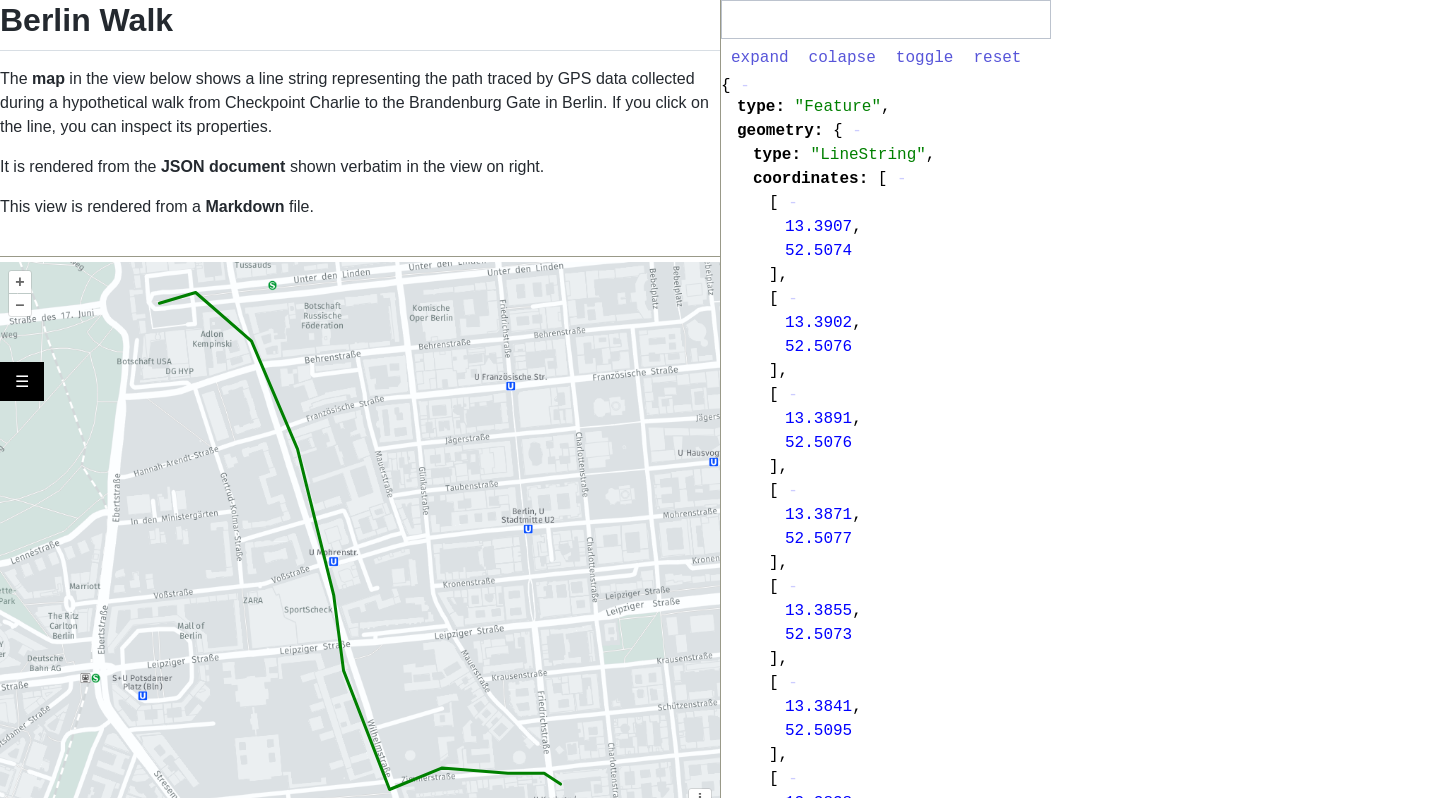 Berlin Walk
The map in the view below shows a line string representing the path traced by GPS data collected
during a hypothetical walk from Checkpoint Charlie to the Brandenburg Gate in Berlin. If you click on
the line, you can inspect its properties.
It is rendered from the JSON document shown verbatim in the view on right.
This view is rendered from a Markdown file.
+
–
☰
Tussauds
Unter den Linden
Unter den Linden
Unter den Linden
Bebelplatz
Bebelplatz
Straße des 17. Juni
Weg
Botschaft
Russische
Föderation
Komische
Oper Berlin
Friedrichstraße
Adlon
Kempinski
Behrenstraße
Behrenstraße
Behrenstraße
Botschaft USA
DG HYP
U Französische Str.
Französische Straße
Französische Straße
Jägerstraße
Jägers
Hannah-Arendt-Straße
Mauerstraße
Glinkastraße
Charlottenstraße
U Hausvog
Ebertstraße
Gertrud-Kolmar-Straße
Taubenstraße
In den Ministergärten
Berlin, U
Stadtmitte U2
Mohrenstraße
Lennéstraße
U Mohrenstr.
Charlottenstraße
Kronen
Marriott
Voßstraße
Voßstraße
Kronenstraße
Park
ZARA
SportScheck
Leipziger Straße
Leipziger Straße
The Ritz
Carlton
Berlin
Ebertstraße
Mall of
Berlin
Leipziger Straße
Leipziger Straße
Leipziger Straße
Deutsche
Bahn AG
Mauerstraße
Krausenstraße
Krausenstraße
Straße
S+U Potsdamer
Platz (Bln)
Friedrichstraße
Schützenstraße
Wilhelmstraße
Zimmerstraße
Charlottenstra
Stresem
expand colapse toggle reset
{ -
type: "Feature",
geometry: { -
type: "LineString",
coordinates: [ -
[ -
13.3907,
52.5074
],
[ -
13.3902,
52.5076
],
[ -
13.3891,
52.5076
],
[ -
13.3871,
52.5077
],
[ -
13.3855,
52.5073
],
[ -
13.3841,
52.5095
],
[ -